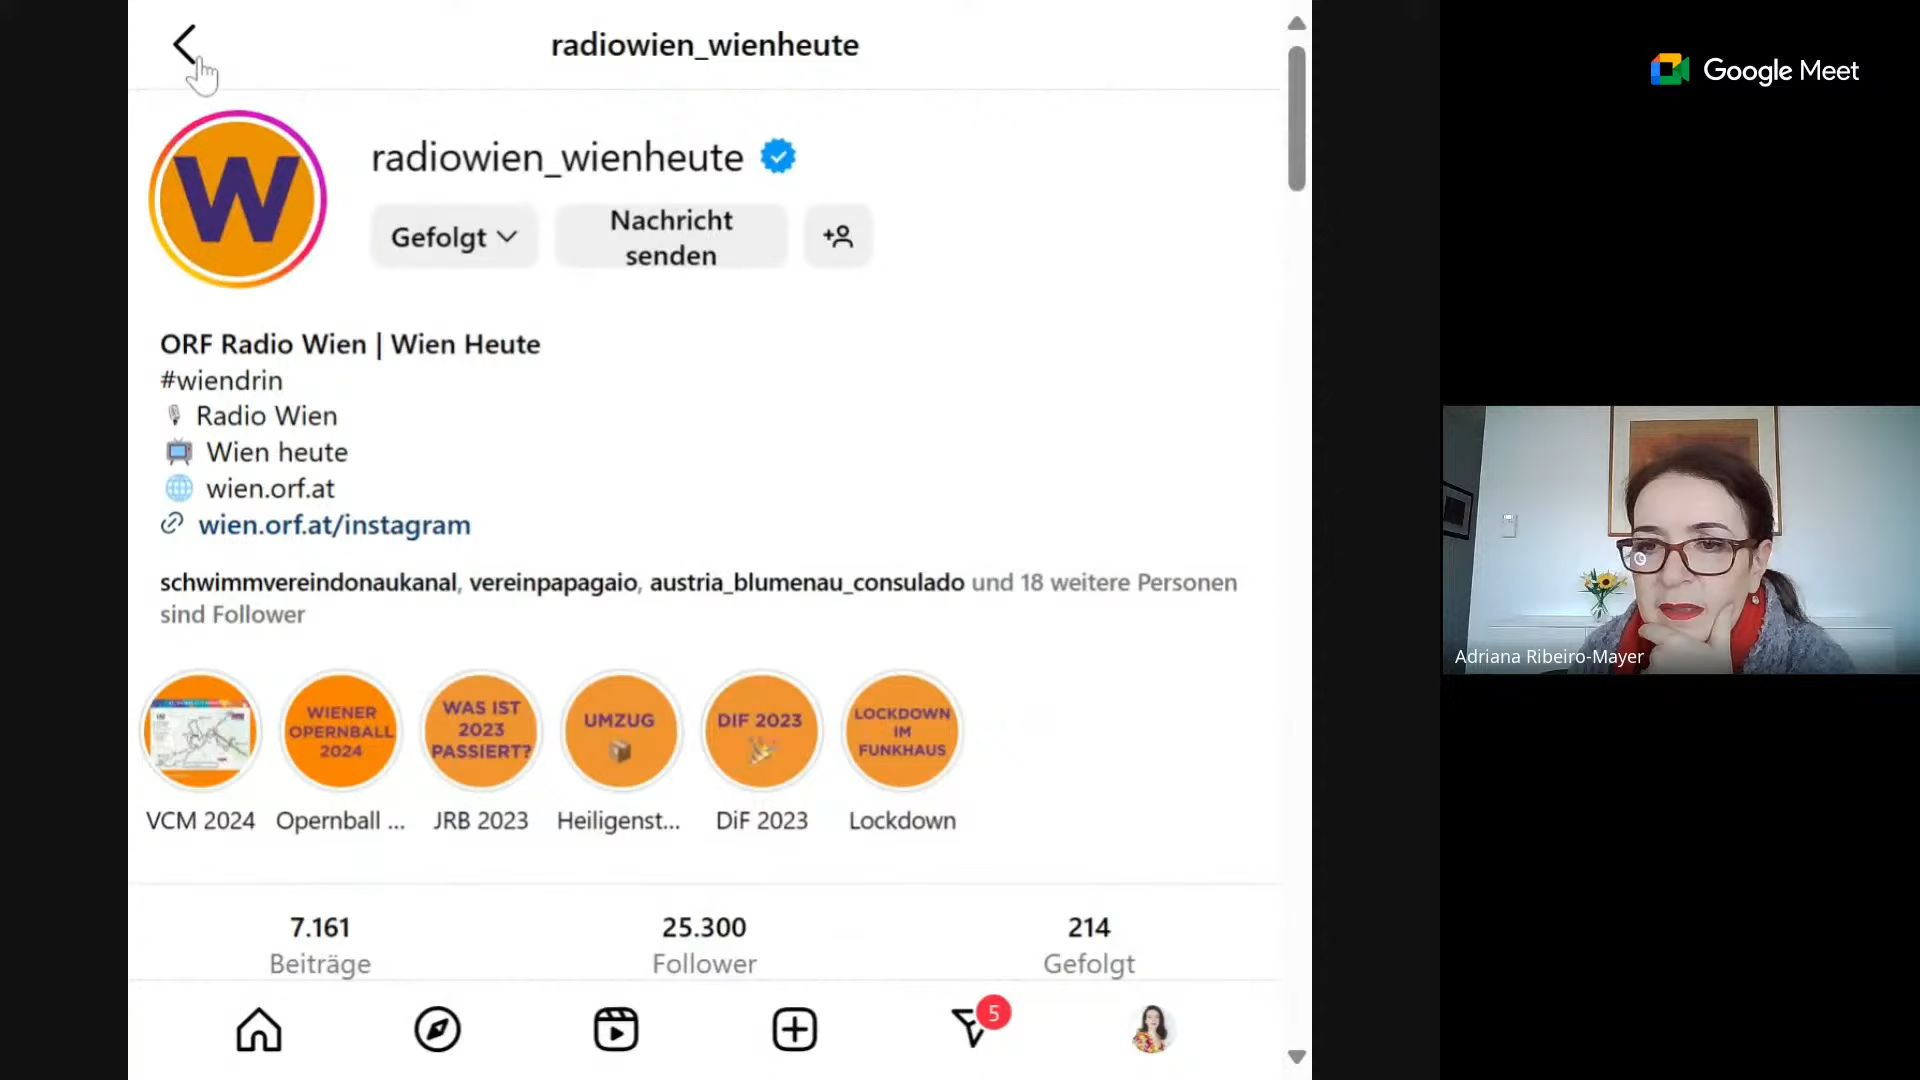 radiowien_wienheute
W
radiowien_wienheute
Gefolgt
Nachricht
senden
ORF Radio Wien | Wien Heute
#wiendrin
Radio Wien
Wien heute
wien.orf.at
wien.orf.at/instagram
schwimmvereindonaukanal, vereinpapagaio, austria_blumenau_consulado und 18 weitere Personen
sind Follower
WIENER
OPERNBALL
2024
WAS IST
2023
PASSIERT?
UMZUG
DIF 2023
LOCKDOWN
IM
FUNKHAUS
VCM 2024
Opernball ...
JRB 2023
Heiligenst...
DiF 2023
Lockdown
7.161
Beiträge
25.300
Follower
214
Gefolgt
5
Google Meet
Adriana Ribeiro-Mayer